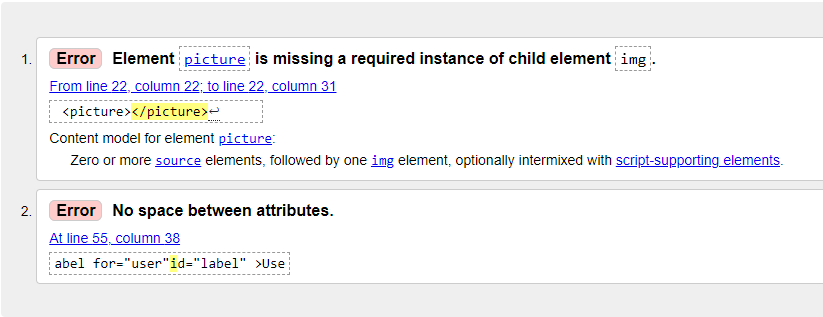 1. Error Element picture is missing a required instance of child element img.
From line 22, column 22; to line 22, column 31
<picture></picture>↩
Content model for element picture:
Zero or more source elements, followed by one img element, optionally intermixed with script-supporting elements.
2. Error No space between attributes.
At line 55, column 38
abel for="user"id="label" >Use